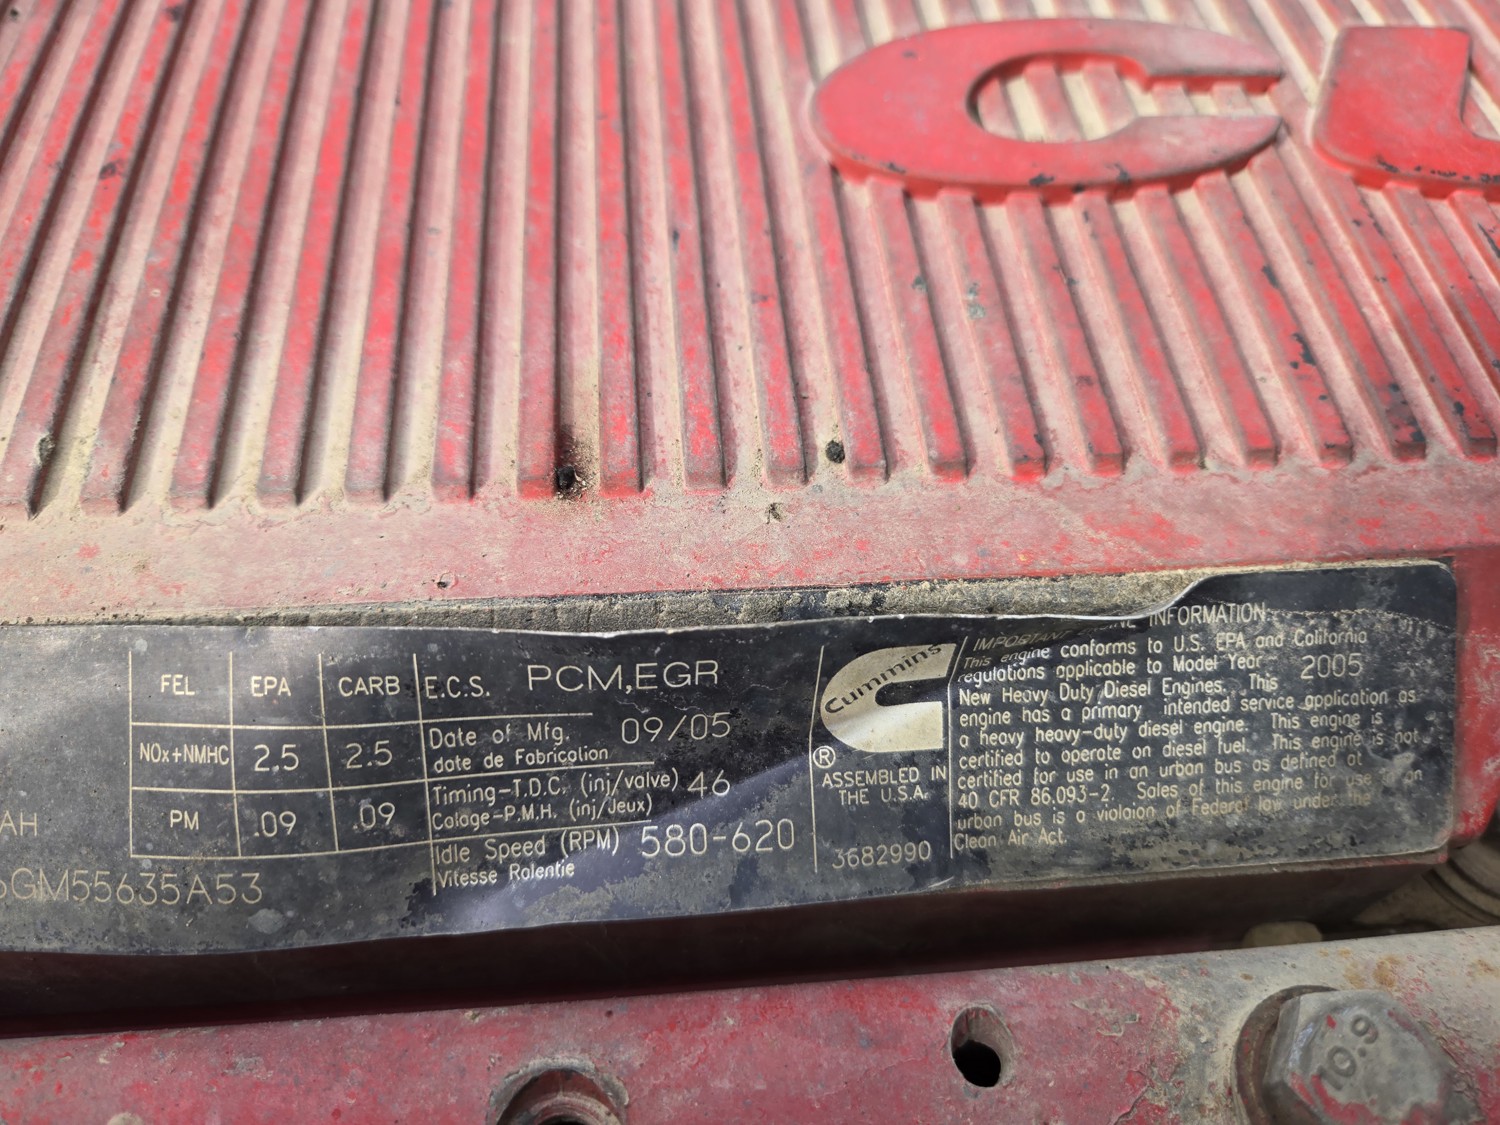 FEL EPA CARB
NOx+NMHC 2.5 2.5
PM .09 .09
AH
GM55635A53
E.C.S. PCM,EGR
Date of Mfg. 09/05
date de Fabrication
Timing-T.D.C. (inj/valve) 46
Calage-P.M.H. (inj/Jeux)
Idle Speed (RPM) 580-620
Vitesse Ralentie
Cummins
®
ASSEMBLED IN
THE U.S.A.
3682990
IMPORTANT INFORMATION
This engine conforms to U.S. EPA and California
regulations applicable to Model Year 2005
New Heavy Duty Diesel Engines. This
engine has a primary intended service application as
a heavy heavy-duty diesel engine. This engine is
certified to operate on diesel fuel. This engine is not
certified for use in an urban bus as defined at
40 CFR 86.093-2. Sales of this engine for use in an
urban bus is a violaion of Federal law under the
Clean Air Act.
10.9